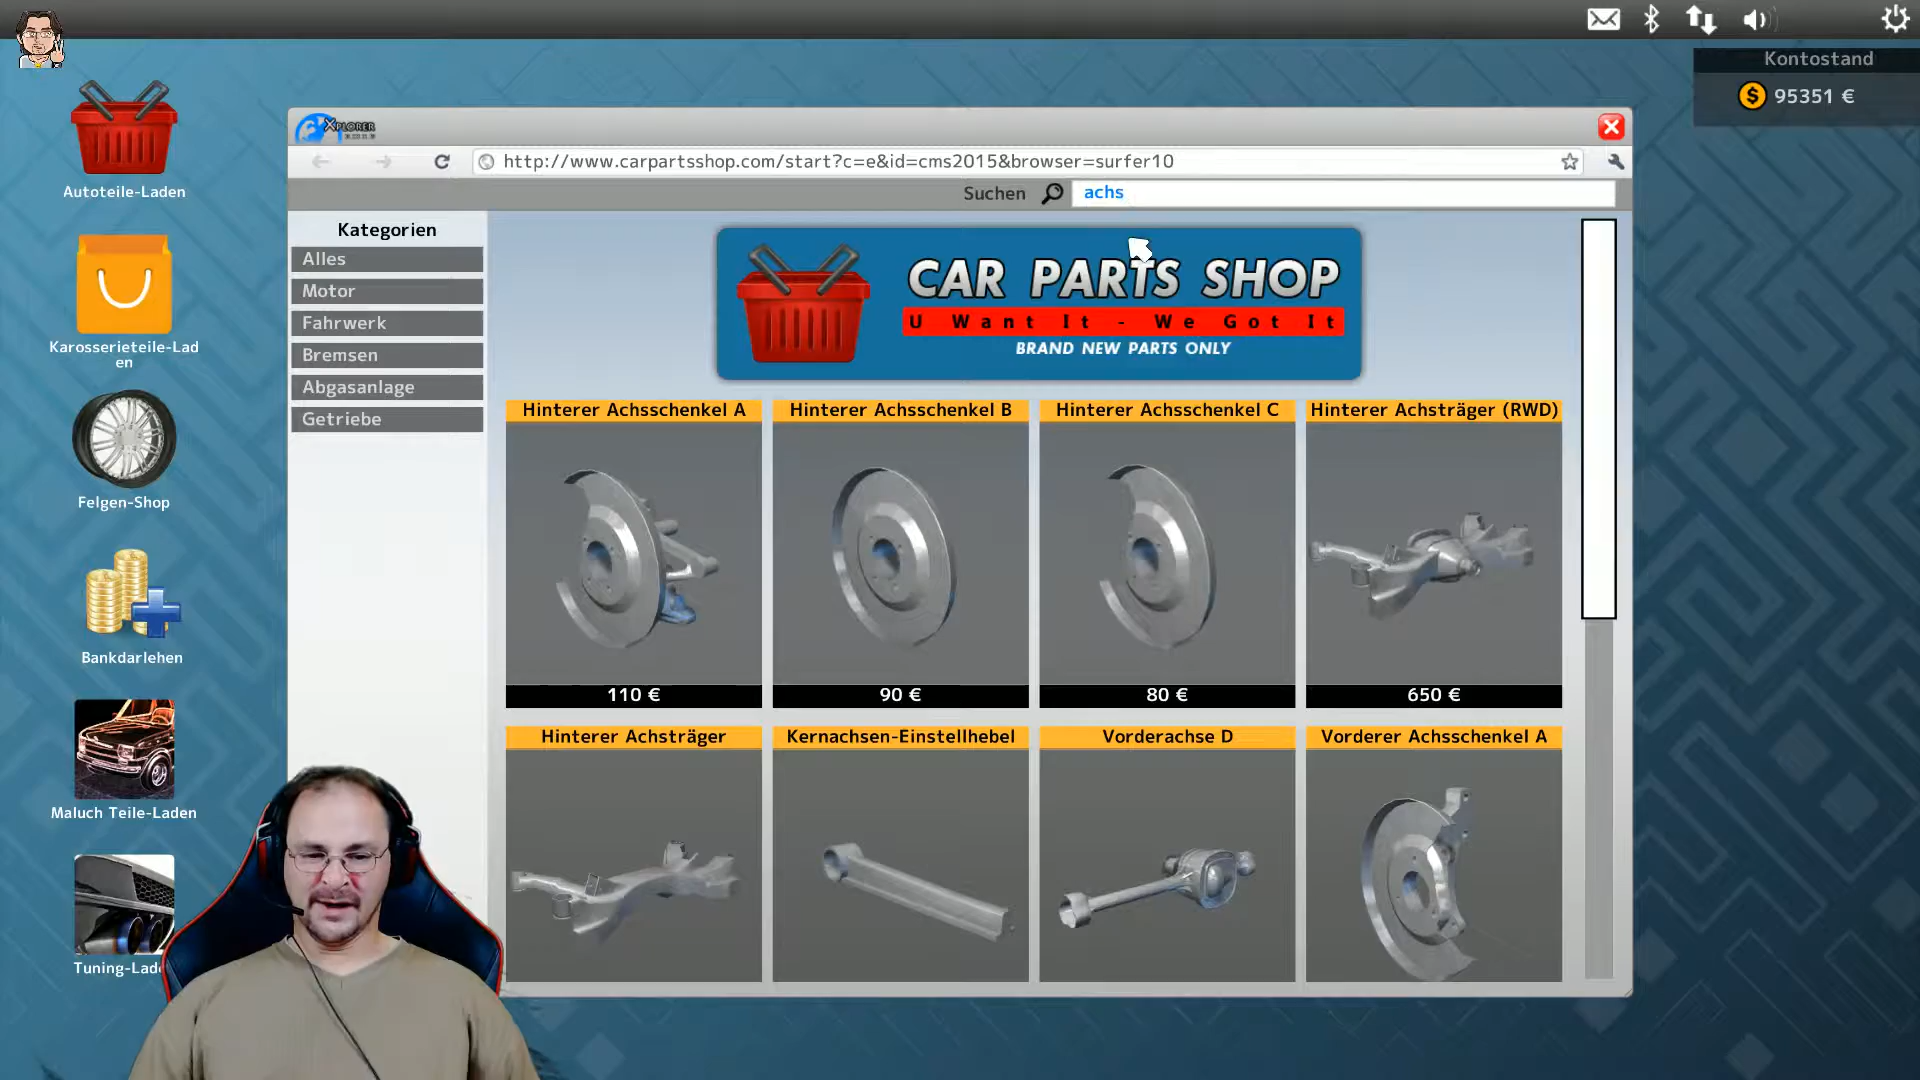 Kontostand
95351 €
Autoteile-Laden
Karosserieteile-Lad
en
Felgen-Shop
Bankdarlehen
Maluch Teile-Laden
XPLORER
http://www.carpartsshop.com/start?c=e&id=cms2015&browser=surfer10
Suchen achs
Kategorien
Alles
Motor
Fahrwerk
Bremsen
Abgasanlage
Getriebe
CAR PARTS SHOP
U Want It - We Got It
BRAND NEW PARTS ONLY
Hinterer Achsschenkel A
Hinterer Achsschenkel B
Hinterer Achsschenkel C
Hinterer Achsträger (RWD)
110 €
90 €
80 €
650 €
Hinterer Achsträger
Kernachsen-Einstellhebel
Vorderachse D
Vorderer Achsschenkel A